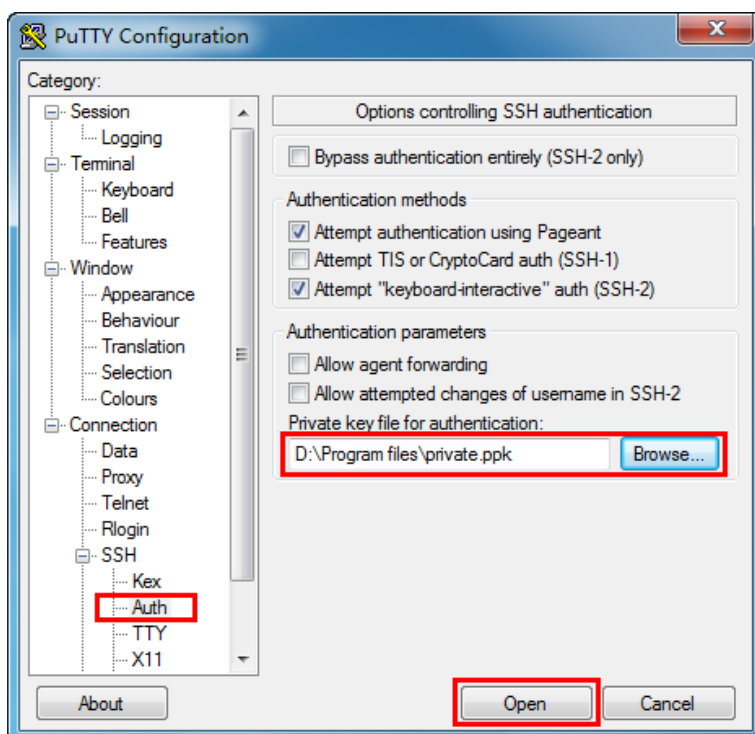 PuTTY Configuration
Category:
Session
Logging
Terminal
Keyboard
Bell
Features
Window
Appearance
Behaviour
Translation
Selection
Colours
Connection
Data
Proxy
Telnet
Rlogin
SSH
Kex
Auth
TTY
X11
Options controlling SSH authentication
Bypass authentication entirely (SSH-2 only)
Authentication methods
Attempt authentication using Pageant
Attempt TIS or CryptoCard auth (SSH-1)
Attempt "keyboard-interactive" auth (SSH-2)
Authentication parameters
Allow agent forwarding
Allow attempted changes of username in SSH-2
Private key file for authentication:
D:\Program files\private.ppk
Browse...
About
Open
Cancel